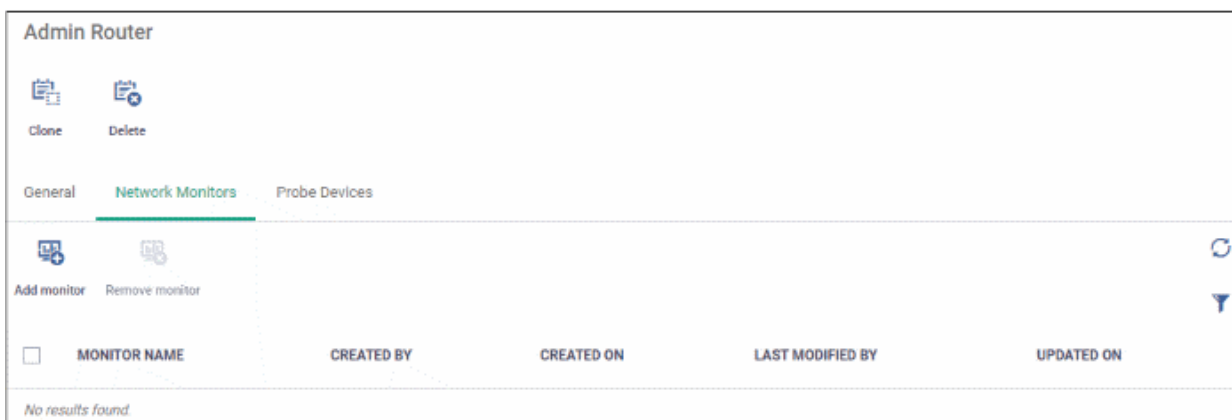 Admin Router
Clone Delete
General Network Monitors Probe Devices
Add monitor Remove monitor
MONITOR NAME CREATED BY CREATED ON LAST MODIFIED BY UPDATED ON
No results found.